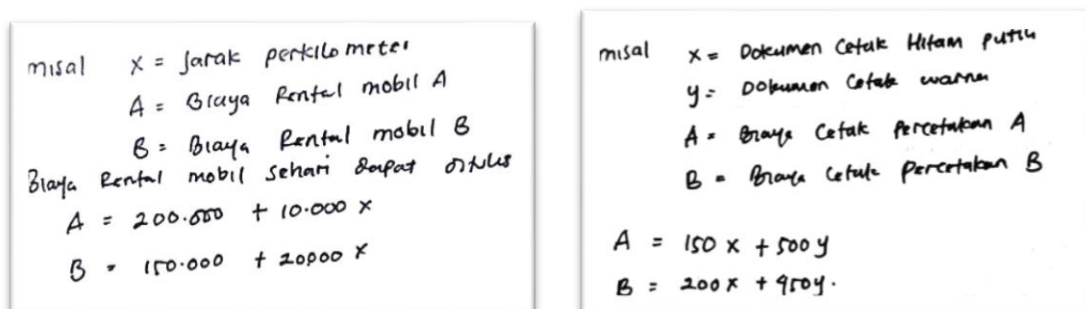 misal x = Jarak perkilo meter
A = Biaya Rental mobil A
B = Biaya Rental mobil B
Biaya Rental mobil sehari dapat ditulis
A = 200.000 + 10.000 x
B = 150.000 + 20000 x
misal x = Dokumen Cetak Hitam putih
y = Dokumen Cetak warna
A = Biaya Cetak Percetakan A
B = Biaya Cetak Percetakan B
A = 150 x + 500 y
B = 200 x + 450 y.